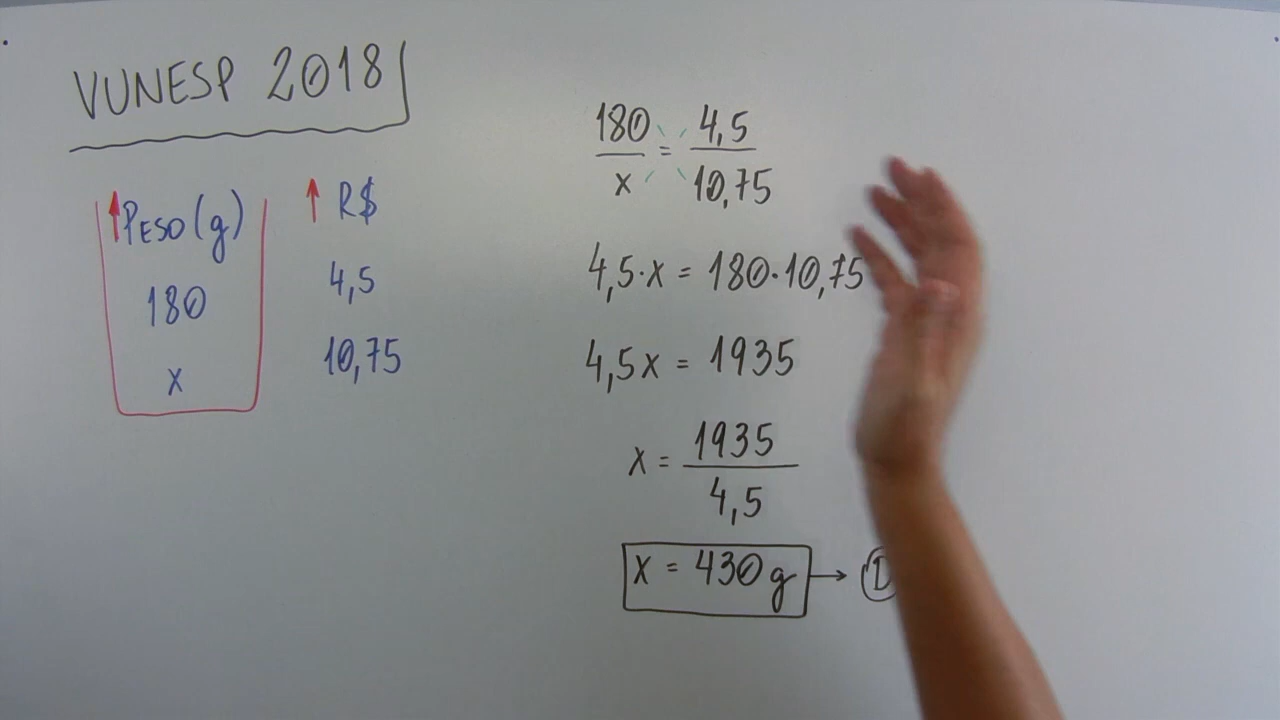 VUNESP 2018
PESO(g) R$
180 4,5
x 10,75
180/x = 4,5/10,75
4,5·x = 180·10,75
4,5x = 1935
x = 1935/4,5
x = 430g →